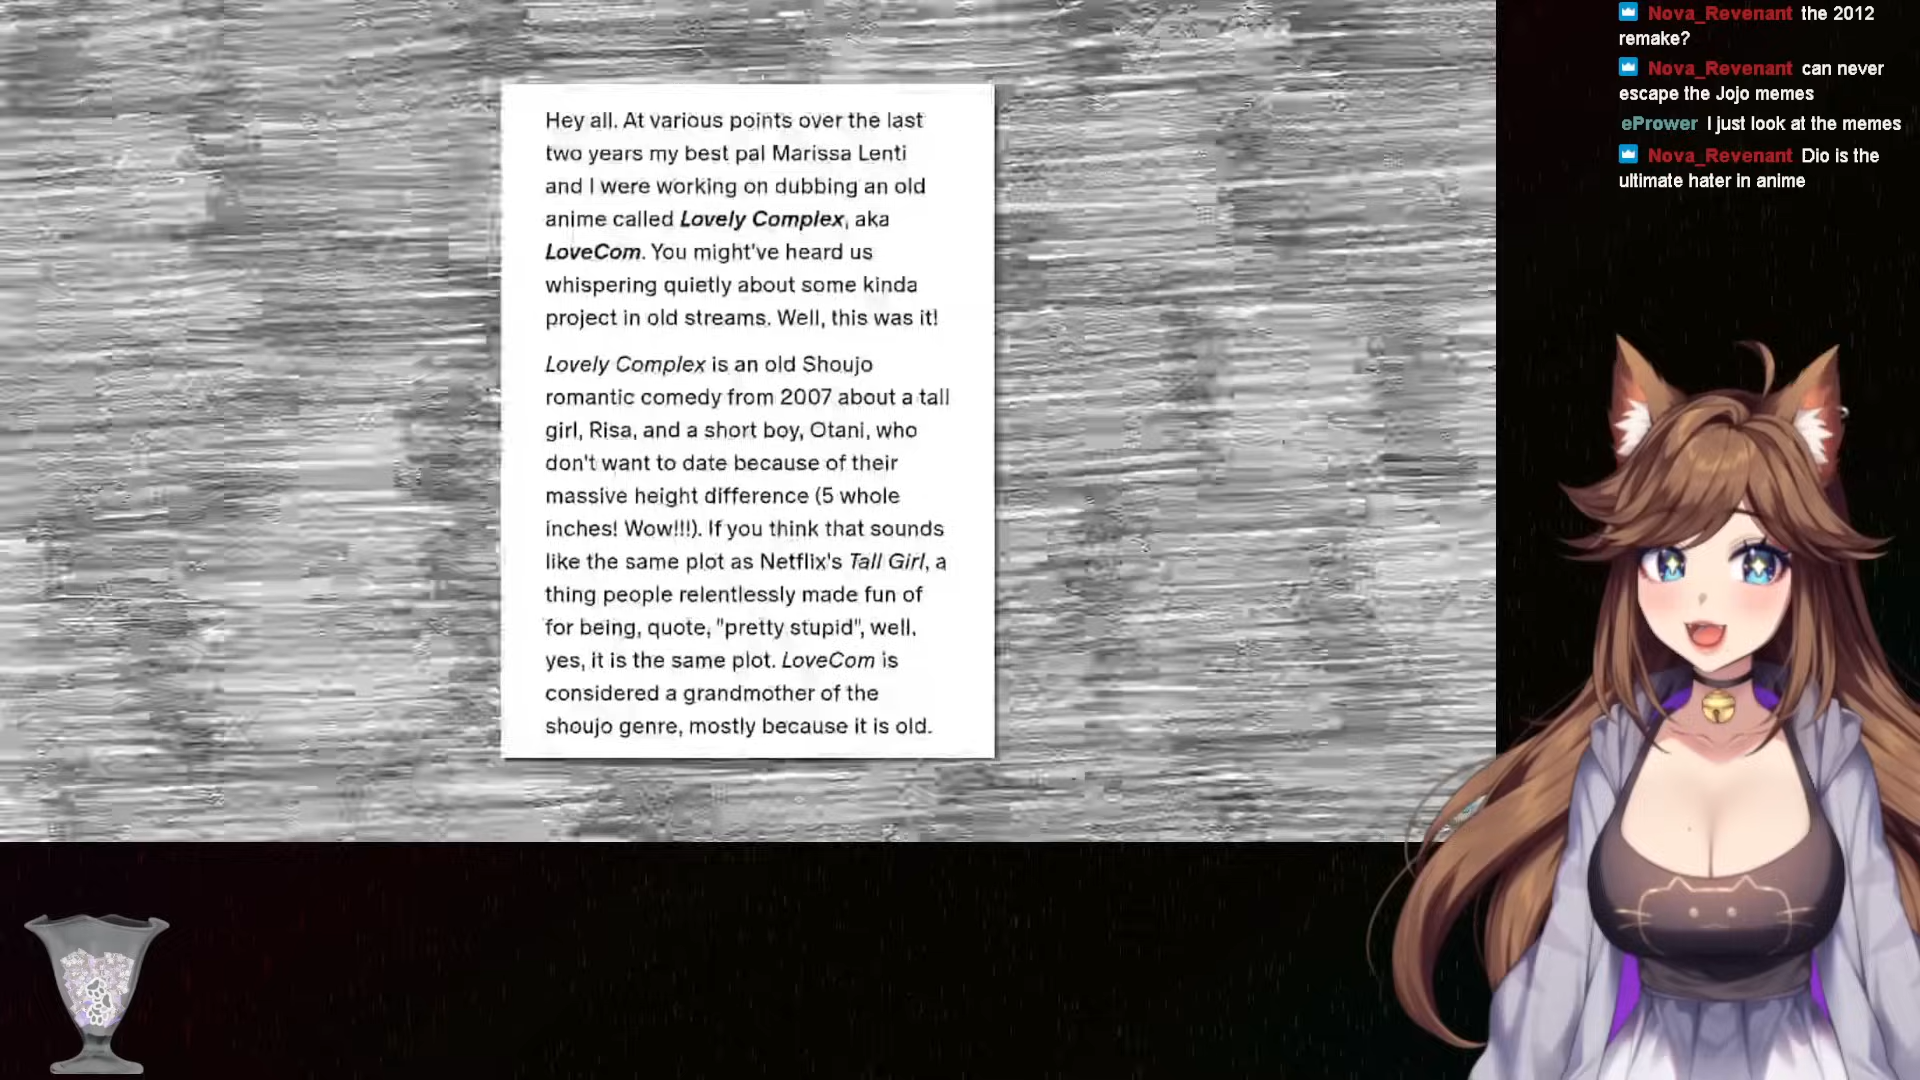 Hey all. At various points over the last
two years my best pal Marissa Lenti
and I were working on dubbing an old
anime called Lovely Complex, aka
LoveCom. You might've heard us
whispering quietly about some kinda
project in old streams. Well, this was it!
Lovely Complex is an old Shoujo
romantic comedy from 2007 about a tall
girl, Risa, and a short boy, Otani, who
don't want to date because of their
massive height difference (5 whole
inches! Wow!!!). If you think that sounds
like the same plot as Netflix's Tall Girl, a
thing people relentlessly made fun of
for being, quote, "pretty stupid", well,
yes, it is the same plot. LoveCom is
considered a grandmother of the
shoujo genre, mostly because it is old.
Nova_Revenant the 2012
remake?
Nova_Revenant can never
escape the Jojo memes
ePrower I just look at the memes
Nova_Revenant Dio is the
ultimate hater in anime